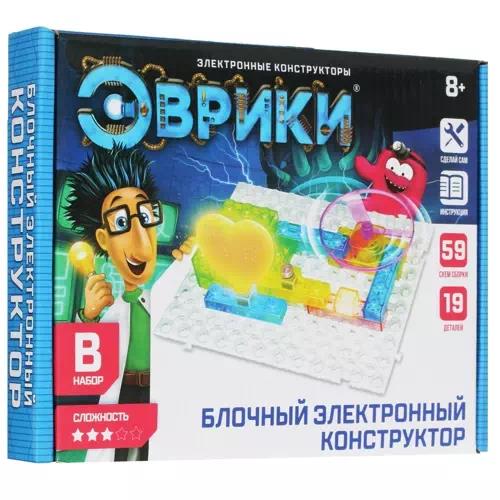 ЭЛЕКТРОННЫЕ КОНСТРУКТОРЫ
ЭВРИКИ®
8+
СДЕЛАЙ САМ
ИНСТРУКЦИЯ
59
СХЕМ СБОРКИ
19
ДЕТАЛЕЙ
B
НАБОР
СЛОЖНОСТЬ
БЛОЧНЫЙ ЭЛЕКТРОННЫЙ
КОНСТРУКТОР
БЛОЧНЫЙ ЭЛЕКТРОННЫЙ
КОНСТРУКТОР